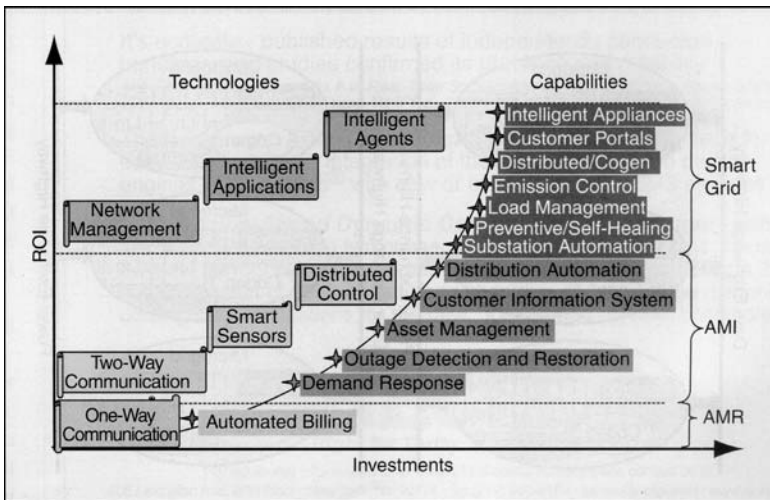 Technologies
Capabilities
Intelligent
Agents
Intelligent
Applications
Network
Management
Distributed
Control
Smart
Sensors
Two-Way
Communication
One-Way
Communication
Intelligent Appliances
Customer Portals
Distributed/Cogen
Emission Control
Load Management
Preventive/Self-Healing
Substation Automation
Distribution Automation
Customer Information System
Asset Management
Outage Detection and Restoration
Demand Response
Automated Billing
Smart
Grid
AMI
AMR
ROI
Investments